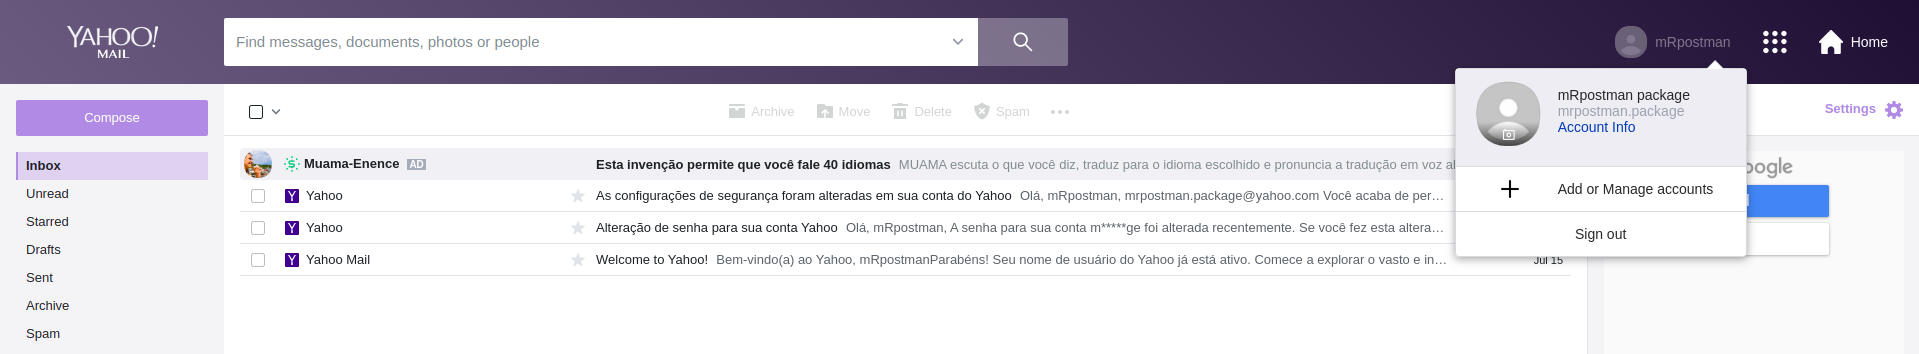 YAHOO!
MAIL
Find messages, documents, photos or people
mRpostman
Home
Compose
Archive
Move
Delete
Spam
Settings
mRpostman package
mrpostman.package
Account Info
Add or Manage accounts
Sign out
Inbox
Unread
Starred
Drafts
Sent
Archive
Spam
Muama-Enence AD Esta invenção permite que você fale 40 idiomas MUAMA escuta o que você diz, traduz para o idioma escolhido e pronuncia a tradução em voz al
Yahoo As configurações de segurança foram alteradas em sua conta do Yahoo Olá, mRpostman, mrpostman.package@yahoo.com Você acaba de per…
Yahoo Alteração de senha para sua conta Yahoo Olá, mRpostman, A senha para sua conta m*****ge foi alterada recentemente. Se você fez esta altera…
Yahoo Mail Welcome to Yahoo! Bem-vindo(a) ao Yahoo, mRpostmanParabéns! Seu nome de usuário do Yahoo já está ativo. Comece a explorar o vasto e in… Jul 15
oogle